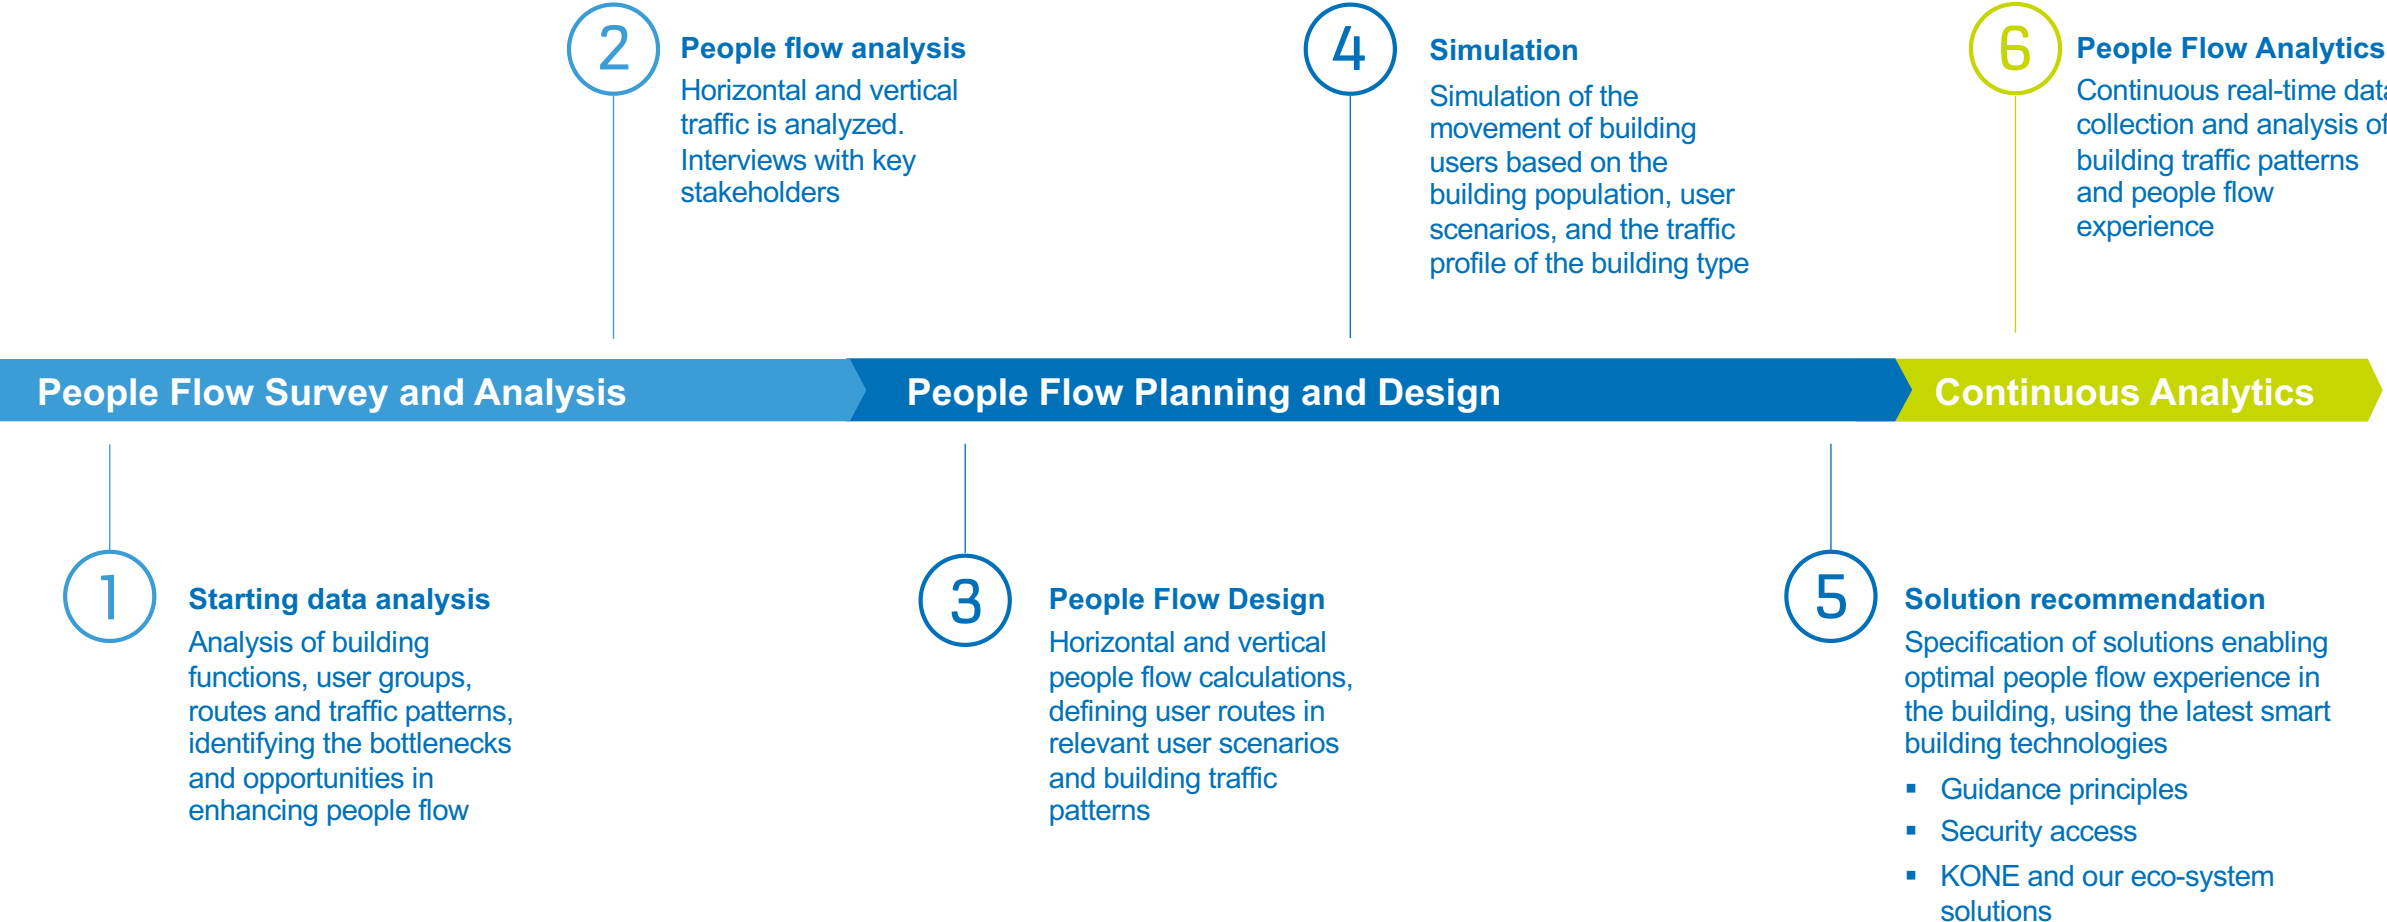 2
People flow analysis
Horizontal and vertical
traffic is analyzed.
Interviews with key
stakeholders
4
Simulation
Simulation of the
movement of building
users based on the
building population, user
scenarios, and the traffic
profile of the building type
6
People Flow Analytics
Continuous real-time data
collection and analysis of
building traffic patterns
and people flow
experience
People Flow Survey and Analysis
People Flow Planning and Design
Continuous Analytics
1
Starting data analysis
Analysis of building
functions, user groups,
routes and traffic patterns,
identifying the bottlenecks
and opportunities in
enhancing people flow
3
People Flow Design
Horizontal and vertical
people flow calculations,
defining user routes in
relevant user scenarios
and building traffic
patterns
5
Solution recommendation
Specification of solutions enabling
optimal people flow experience in
the building, using the latest smart
building technologies
▪ Guidance principles
▪ Security access
▪ KONE and our eco-system
solutions